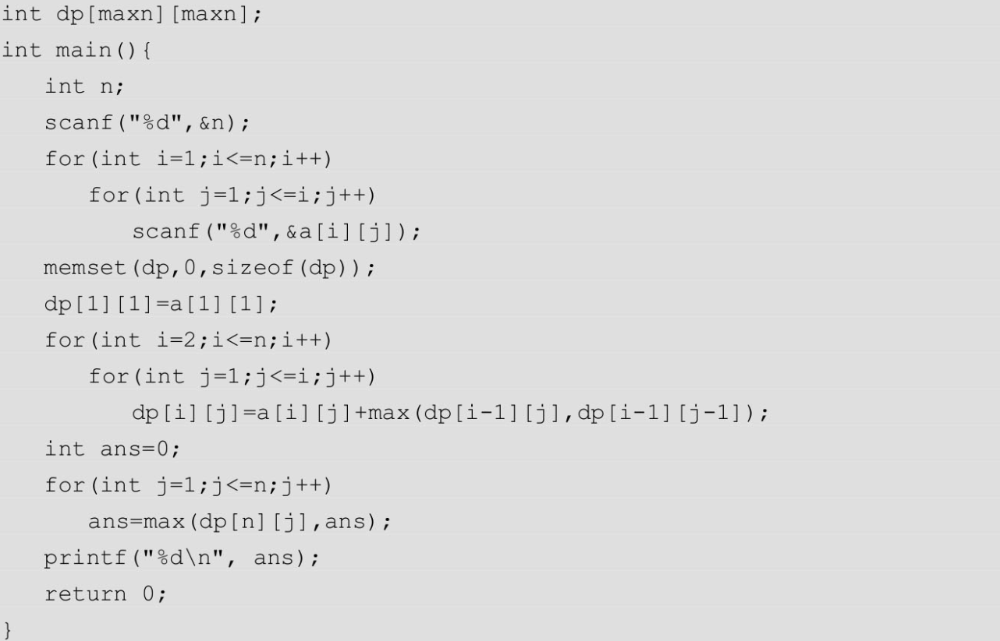 int dp[maxn][maxn];
int main(){
   int n;
   scanf("%d",&n);
   for(int i=1;i<=n;i++)
      for(int j=1;j<=i;j++)
         scanf("%d",&a[i][j]);
   memset(dp,0,sizeof(dp));
   dp[1][1]=a[1][1];
   for(int i=2;i<=n;i++)
      for(int j=1;j<=i;j++)
         dp[i][j]=a[i][j]+max(dp[i-1][j],dp[i-1][j-1]);
   int ans=0;
   for(int j=1;j<=n;j++)
      ans=max(dp[n][j],ans);
   printf("%d\n", ans);
   return 0;
}